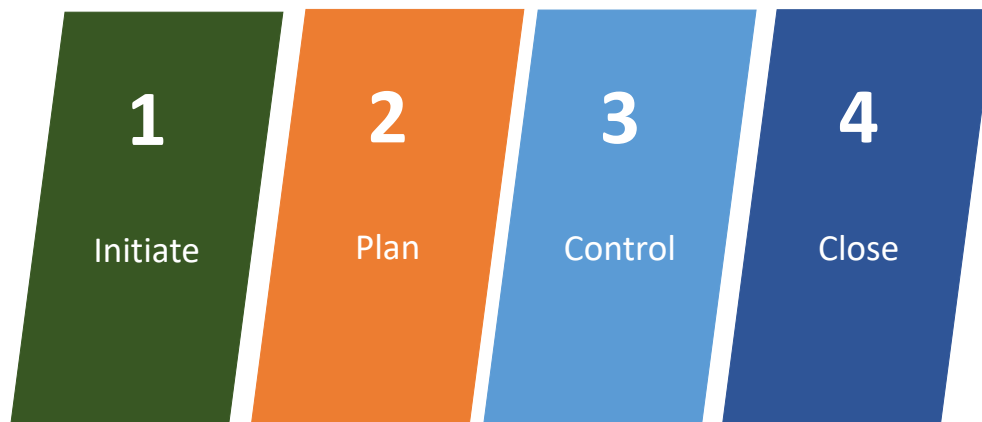 1
Initiate
2
Plan
3
Control
4
Close